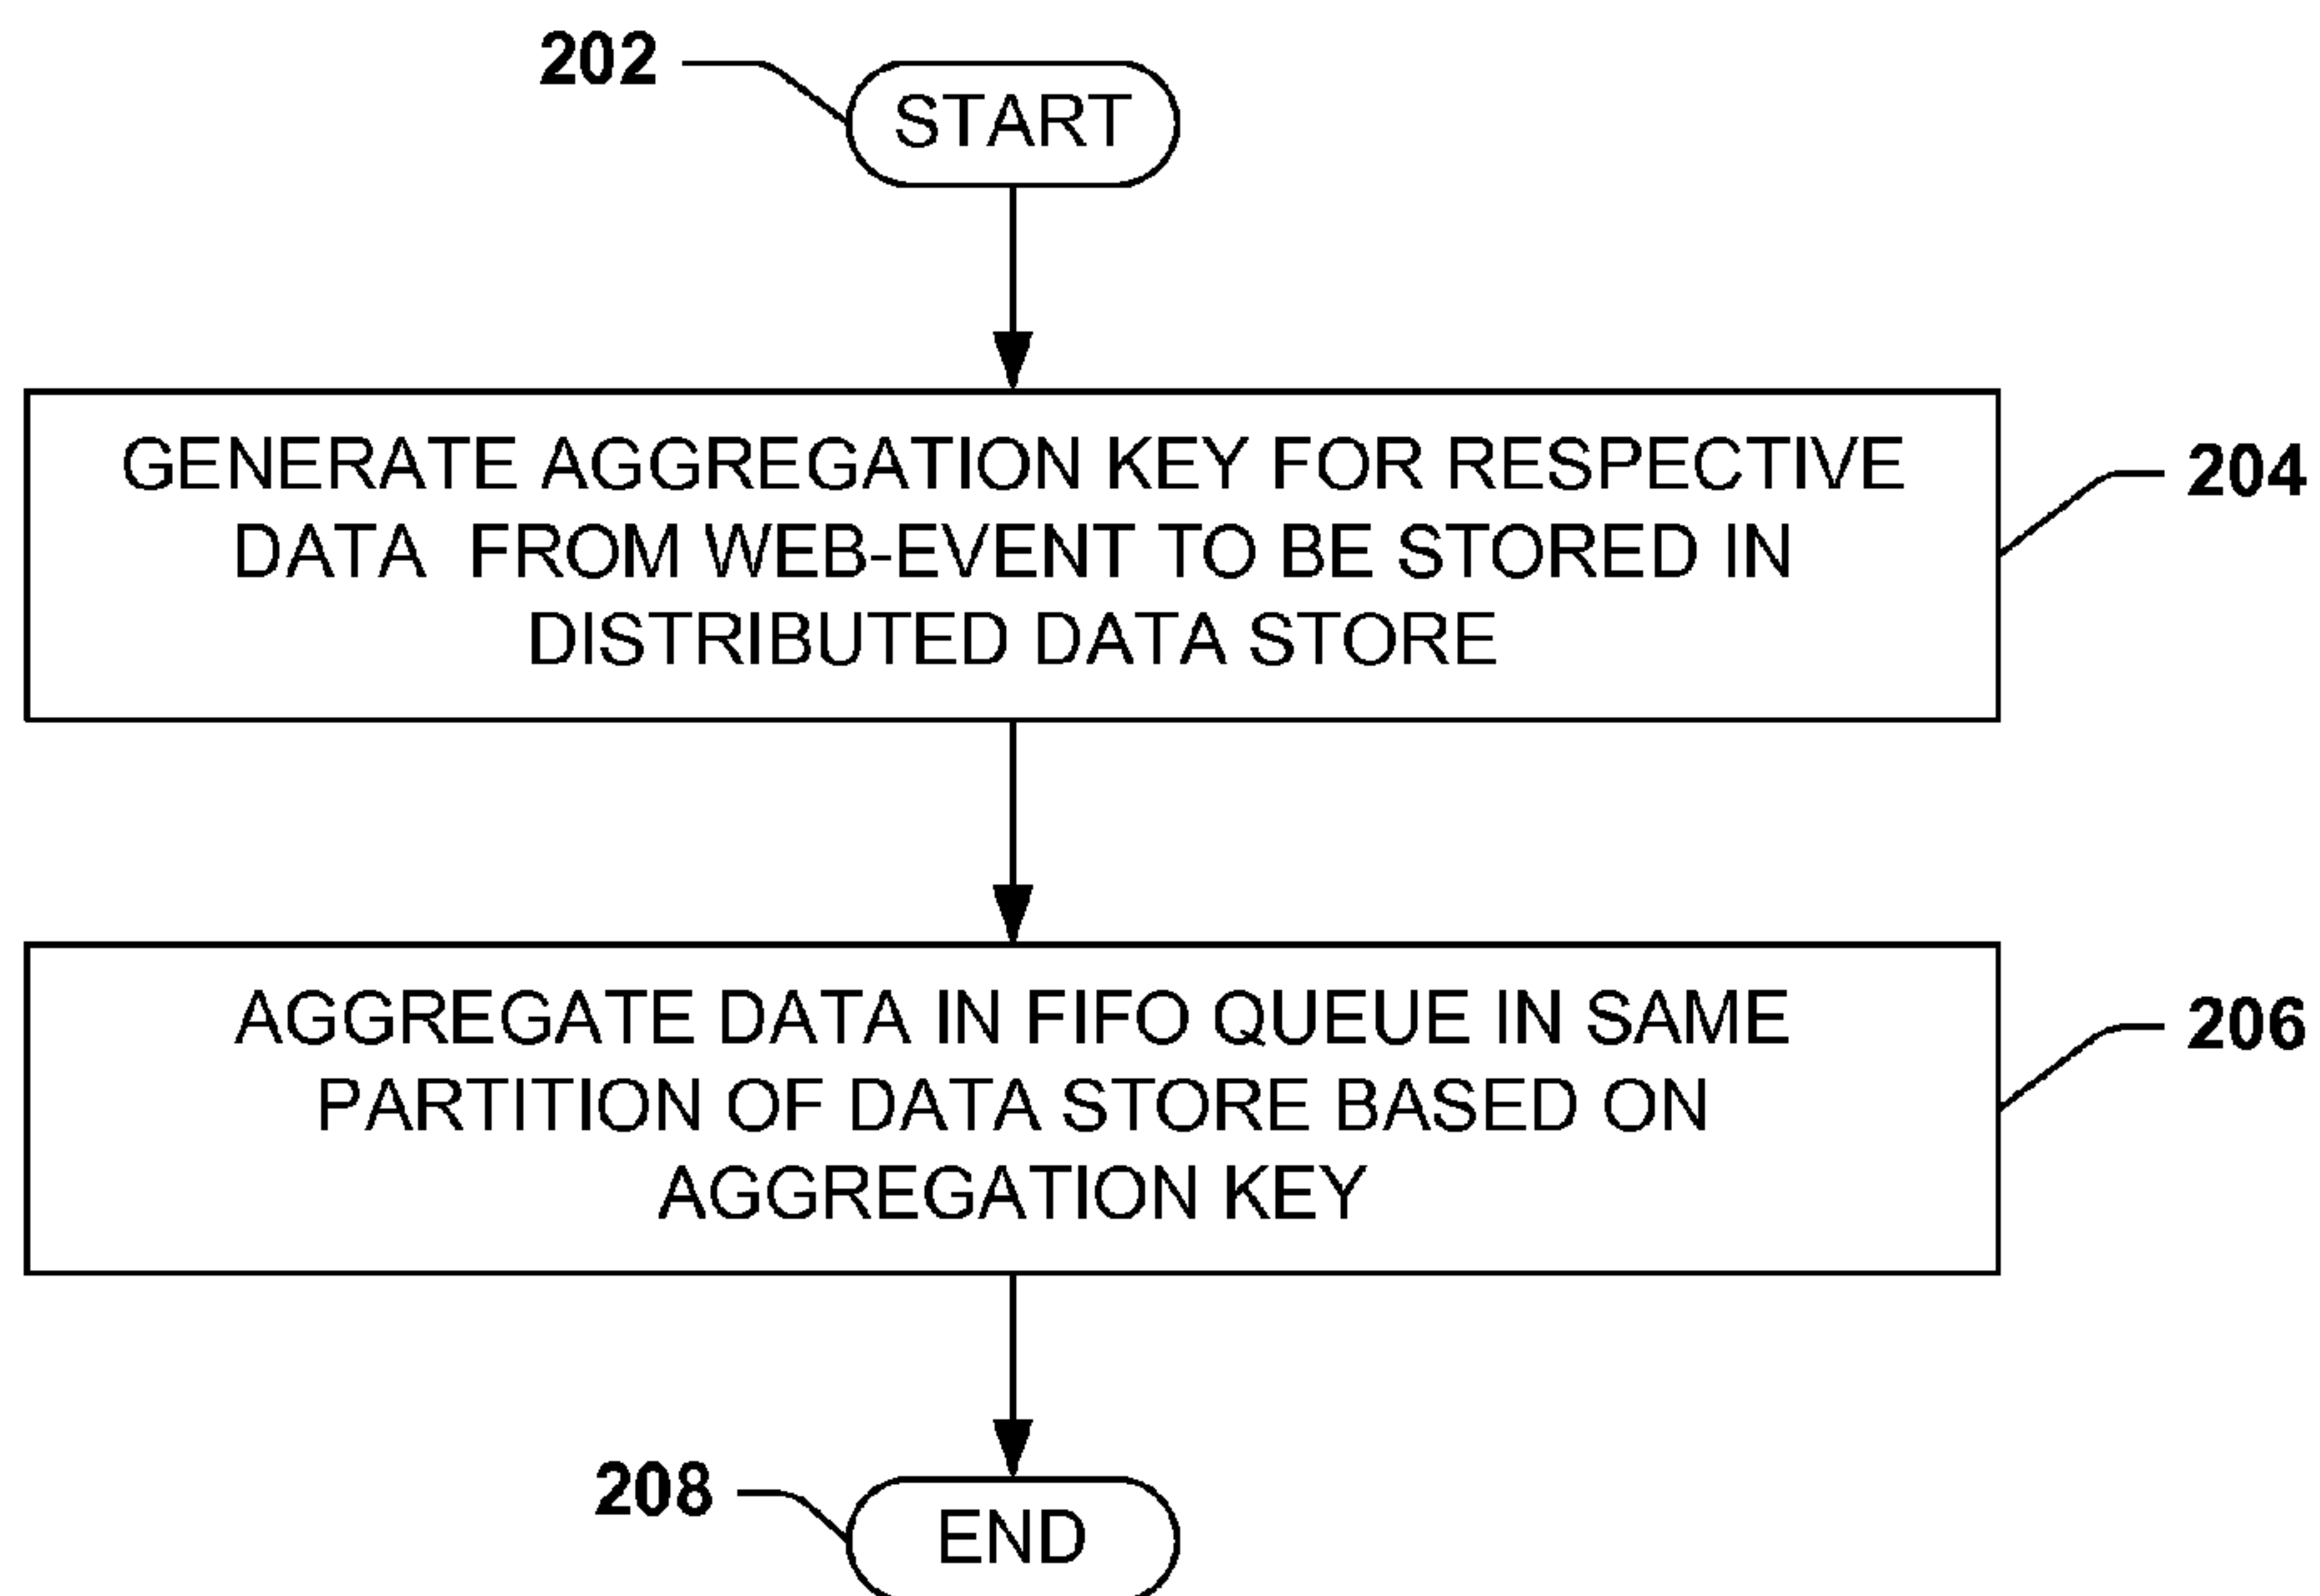 202
START
GENERATE AGGREGATION KEY FOR RESPECTIVE
DATA FROM WEB-EVENT TO BE STORED IN
DISTRIBUTED DATA STORE
204
AGGREGATE DATA IN FIFO QUEUE IN SAME
PARTITION OF DATA STORE BASED ON
AGGREGATION KEY
206
208
END